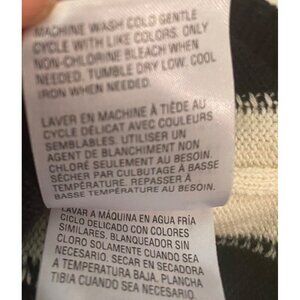 MACHINE WASH COLD GENTLE
CYCLE WITH LIKE COLORS. ONLY
NON-CHLORINE BLEACH WHEN
NEEDED. TUMBLE DRY LOW. COOL
IRON WHEN NEEDED.
LAVER EN MACHINE À TIÈDE AU
CYCLE DÉLICAT AVEC COULEURS
SEMBLABLES. UTILISER UN
AGENT DE BLANCHIMENT NON
CHLORÉ SEULEMENT AU BESOIN.
SÉCHER PAR CULBUTAGE À BASSE
TEMPÉRATURE. REPASSER À
BASSE TEMPÉRATURE AU BESOIN.
LAVAR A MÁQUINA EN AGUA FRÍA
CICLO DELICADO CON COLORES
SIMILARES. BLANQUEADOR SIN
CLORO SOLAMENTE CUANDO SEA
NECESARIO. SECAR EN SECADORA
A TEMPERATURA BAJA. PLANCHA
TIBIA CUANDO SEA NECESARIO